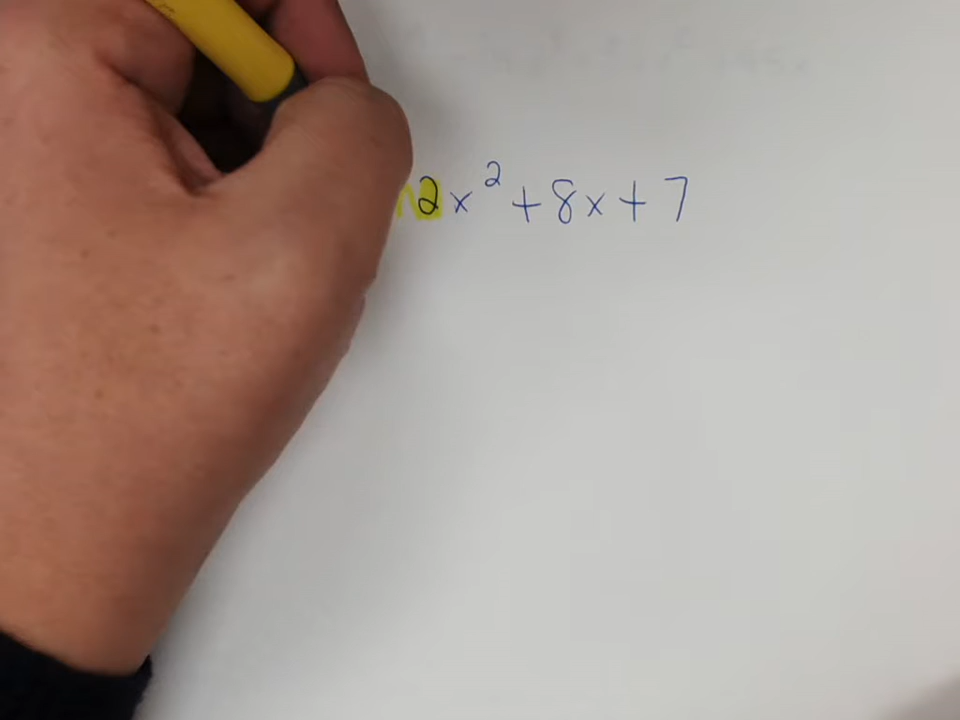 2x² + 8x + 7